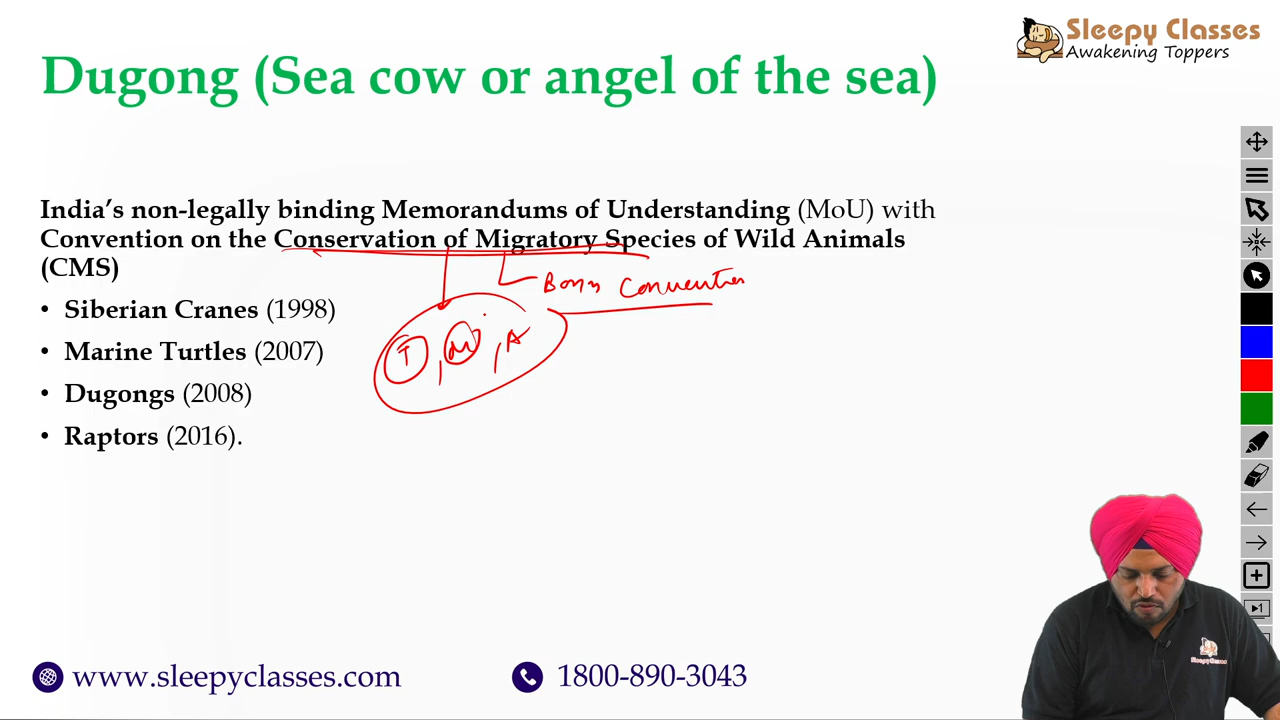 Sleepy Classes
Awakening Toppers
Dugong (Sea cow or angel of the sea)
India's non-legally binding Memorandums of Understanding (MoU) with
Convention on the Conservation of Migratory Species of Wild Animals
(CMS)
Bonn Convention
• Siberian Cranes (1998)
T, M, A
• Marine Turtles (2007)
• Dugongs (2008)
• Raptors (2016).
www.sleepyclasses.com
1800-890-3043